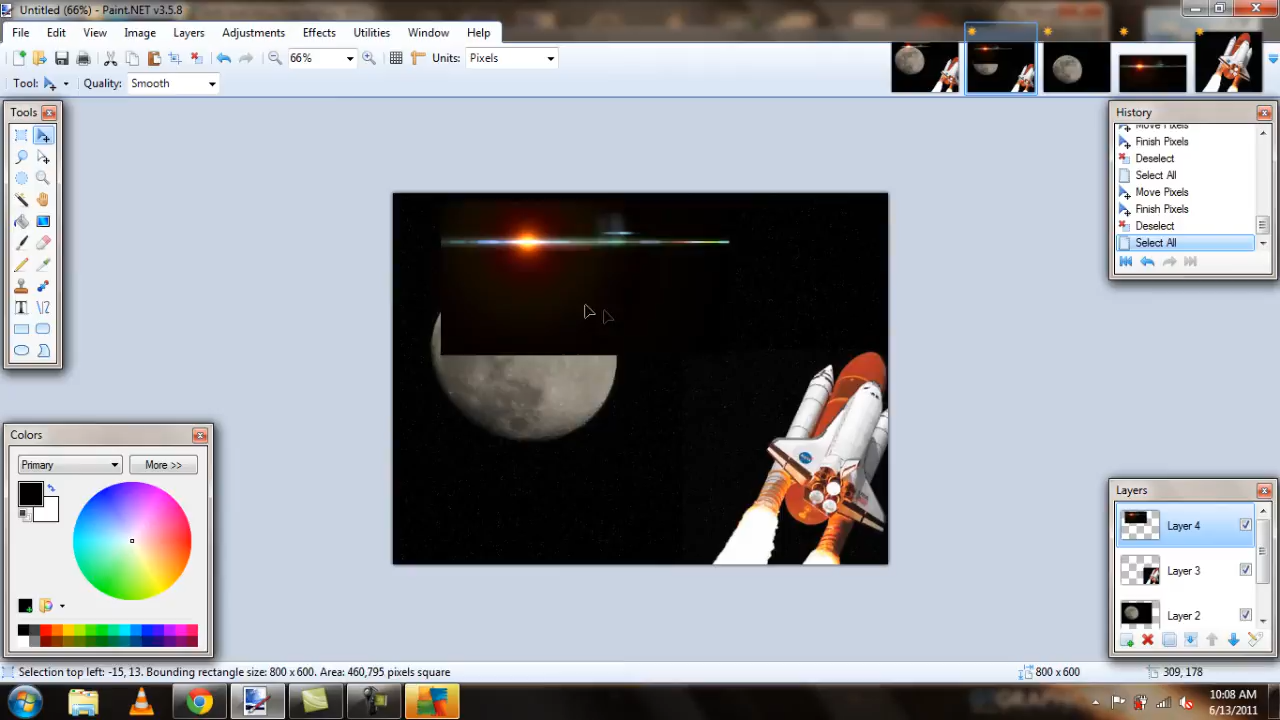 Untitled (66%) - Paint.NET v3.5.8
File Edit View Image Layers Adjustments Effects Utilities Window Help
66% Units: Pixels
Tool: Quality: Smooth
Tools
History
Move Pixels
Finish Pixels
Deselect
Select All
Move Pixels
Finish Pixels
Deselect
Select All
Colors
Primary More >>
Layers
Layer 4
Layer 3
Layer 2
Selection top left: -15, 13. Bounding rectangle size: 800 x 600. Area: 460,795 pixels square
800 x 600
309, 178
10:08 AM
6/13/2011